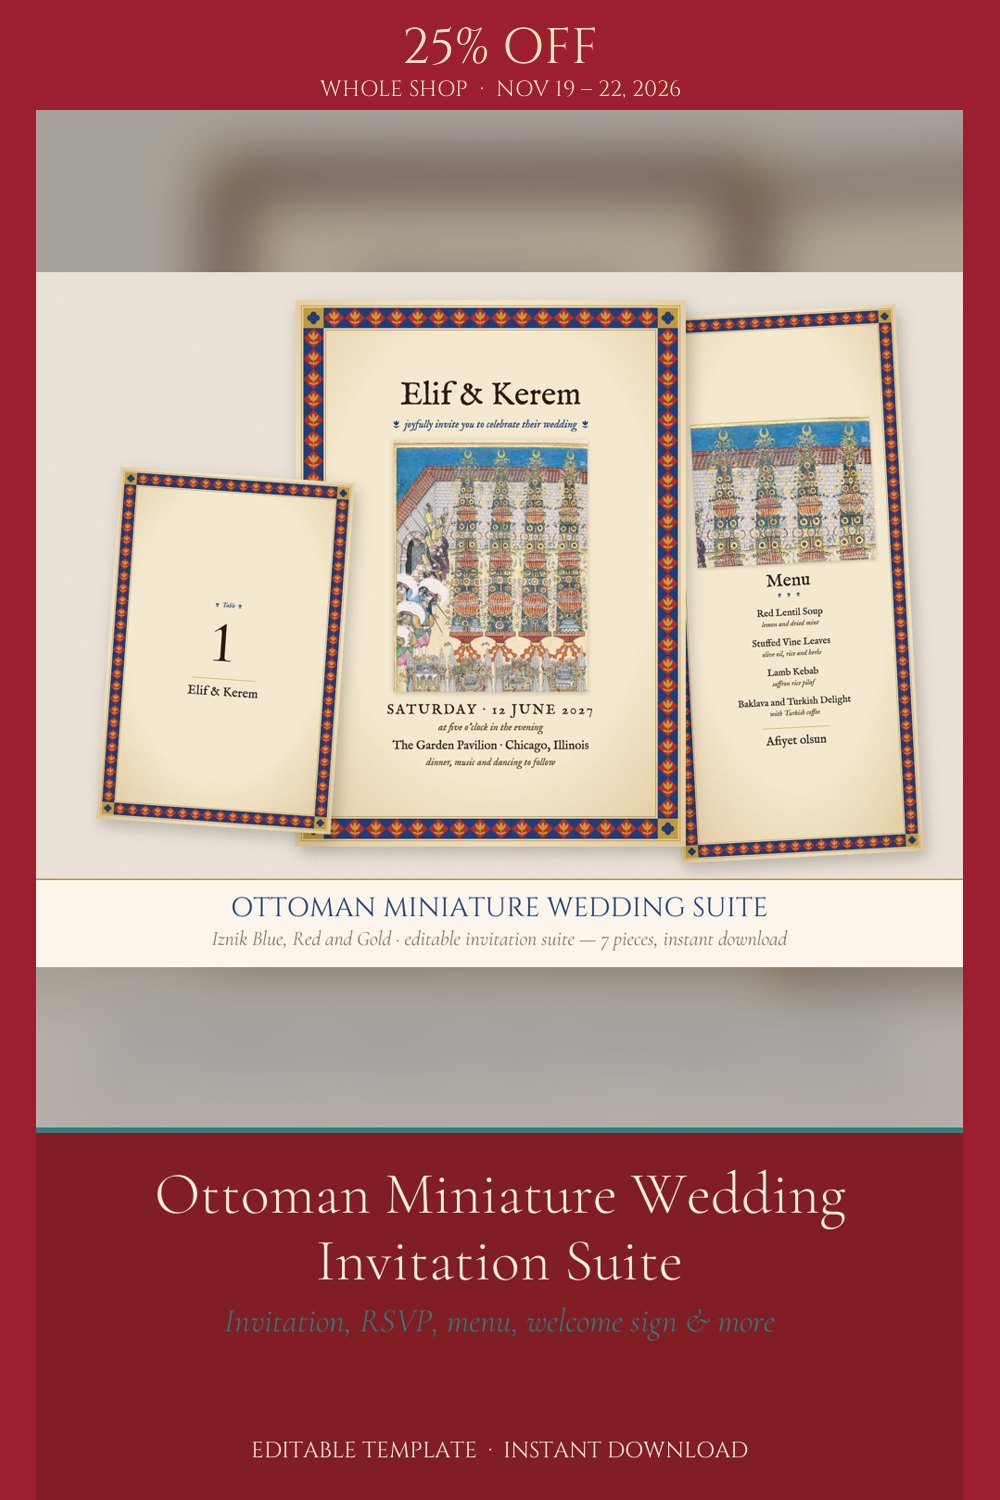 25% OFF
WHOLE SHOP · NOV 19 – 22, 2026
Elif & Kerem
joyfully invite you to celebrate their wedding
SATURDAY · 12 JUNE 2027
at five o'clock in the evening
The Garden Pavilion · Chicago, Illinois
dinner, music and dancing to follow
Table
1
Elif & Kerem
Menu
Red Lentil Soup
lemon and dried mint
Stuffed Vine Leaves
olive oil, rice and herbs
Lamb Kebab
saffron rice pilaf
Baklava and Turkish Delight
with Turkish coffee
Afiyet olsun
OTTOMAN MINIATURE WEDDING SUITE
Iznik Blue, Red and Gold · editable invitation suite — 7 pieces, instant download
Ottoman Miniature Wedding
Invitation Suite
Invitation, RSVP, menu, welcome sign & more
EDITABLE TEMPLATE · INSTANT DOWNLOAD